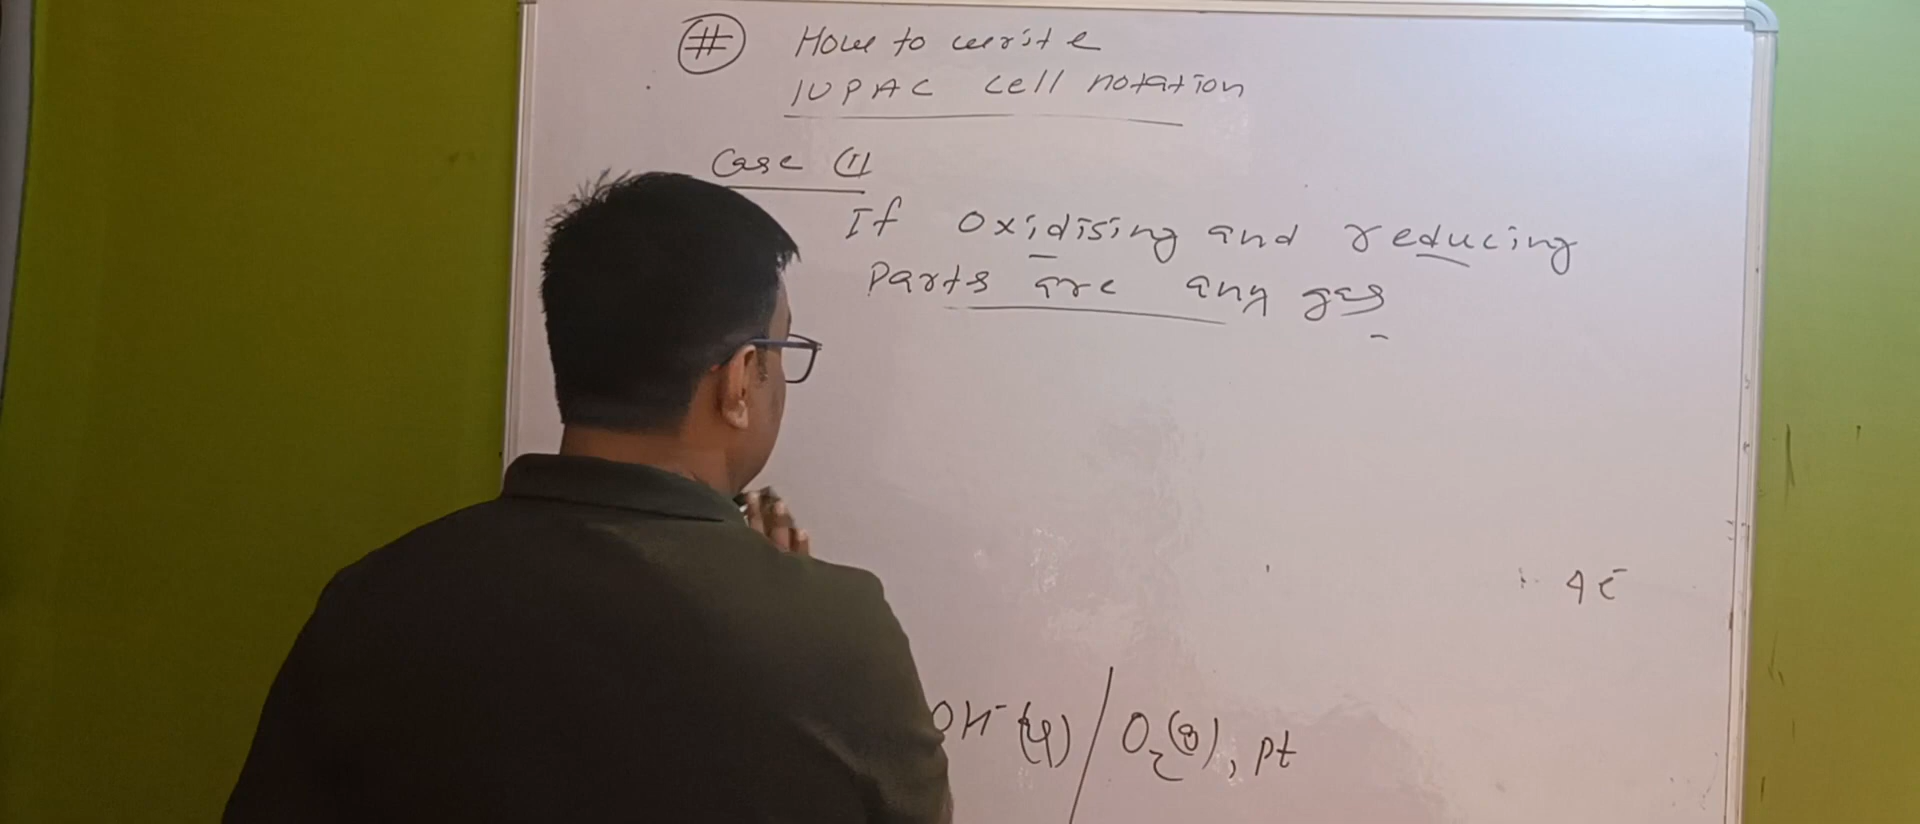 # How to write
IUPAC cell notation
Case (1)
If oxidising and reducing
parts are any gas
4e-
OH-(aq) / O2(g), pt